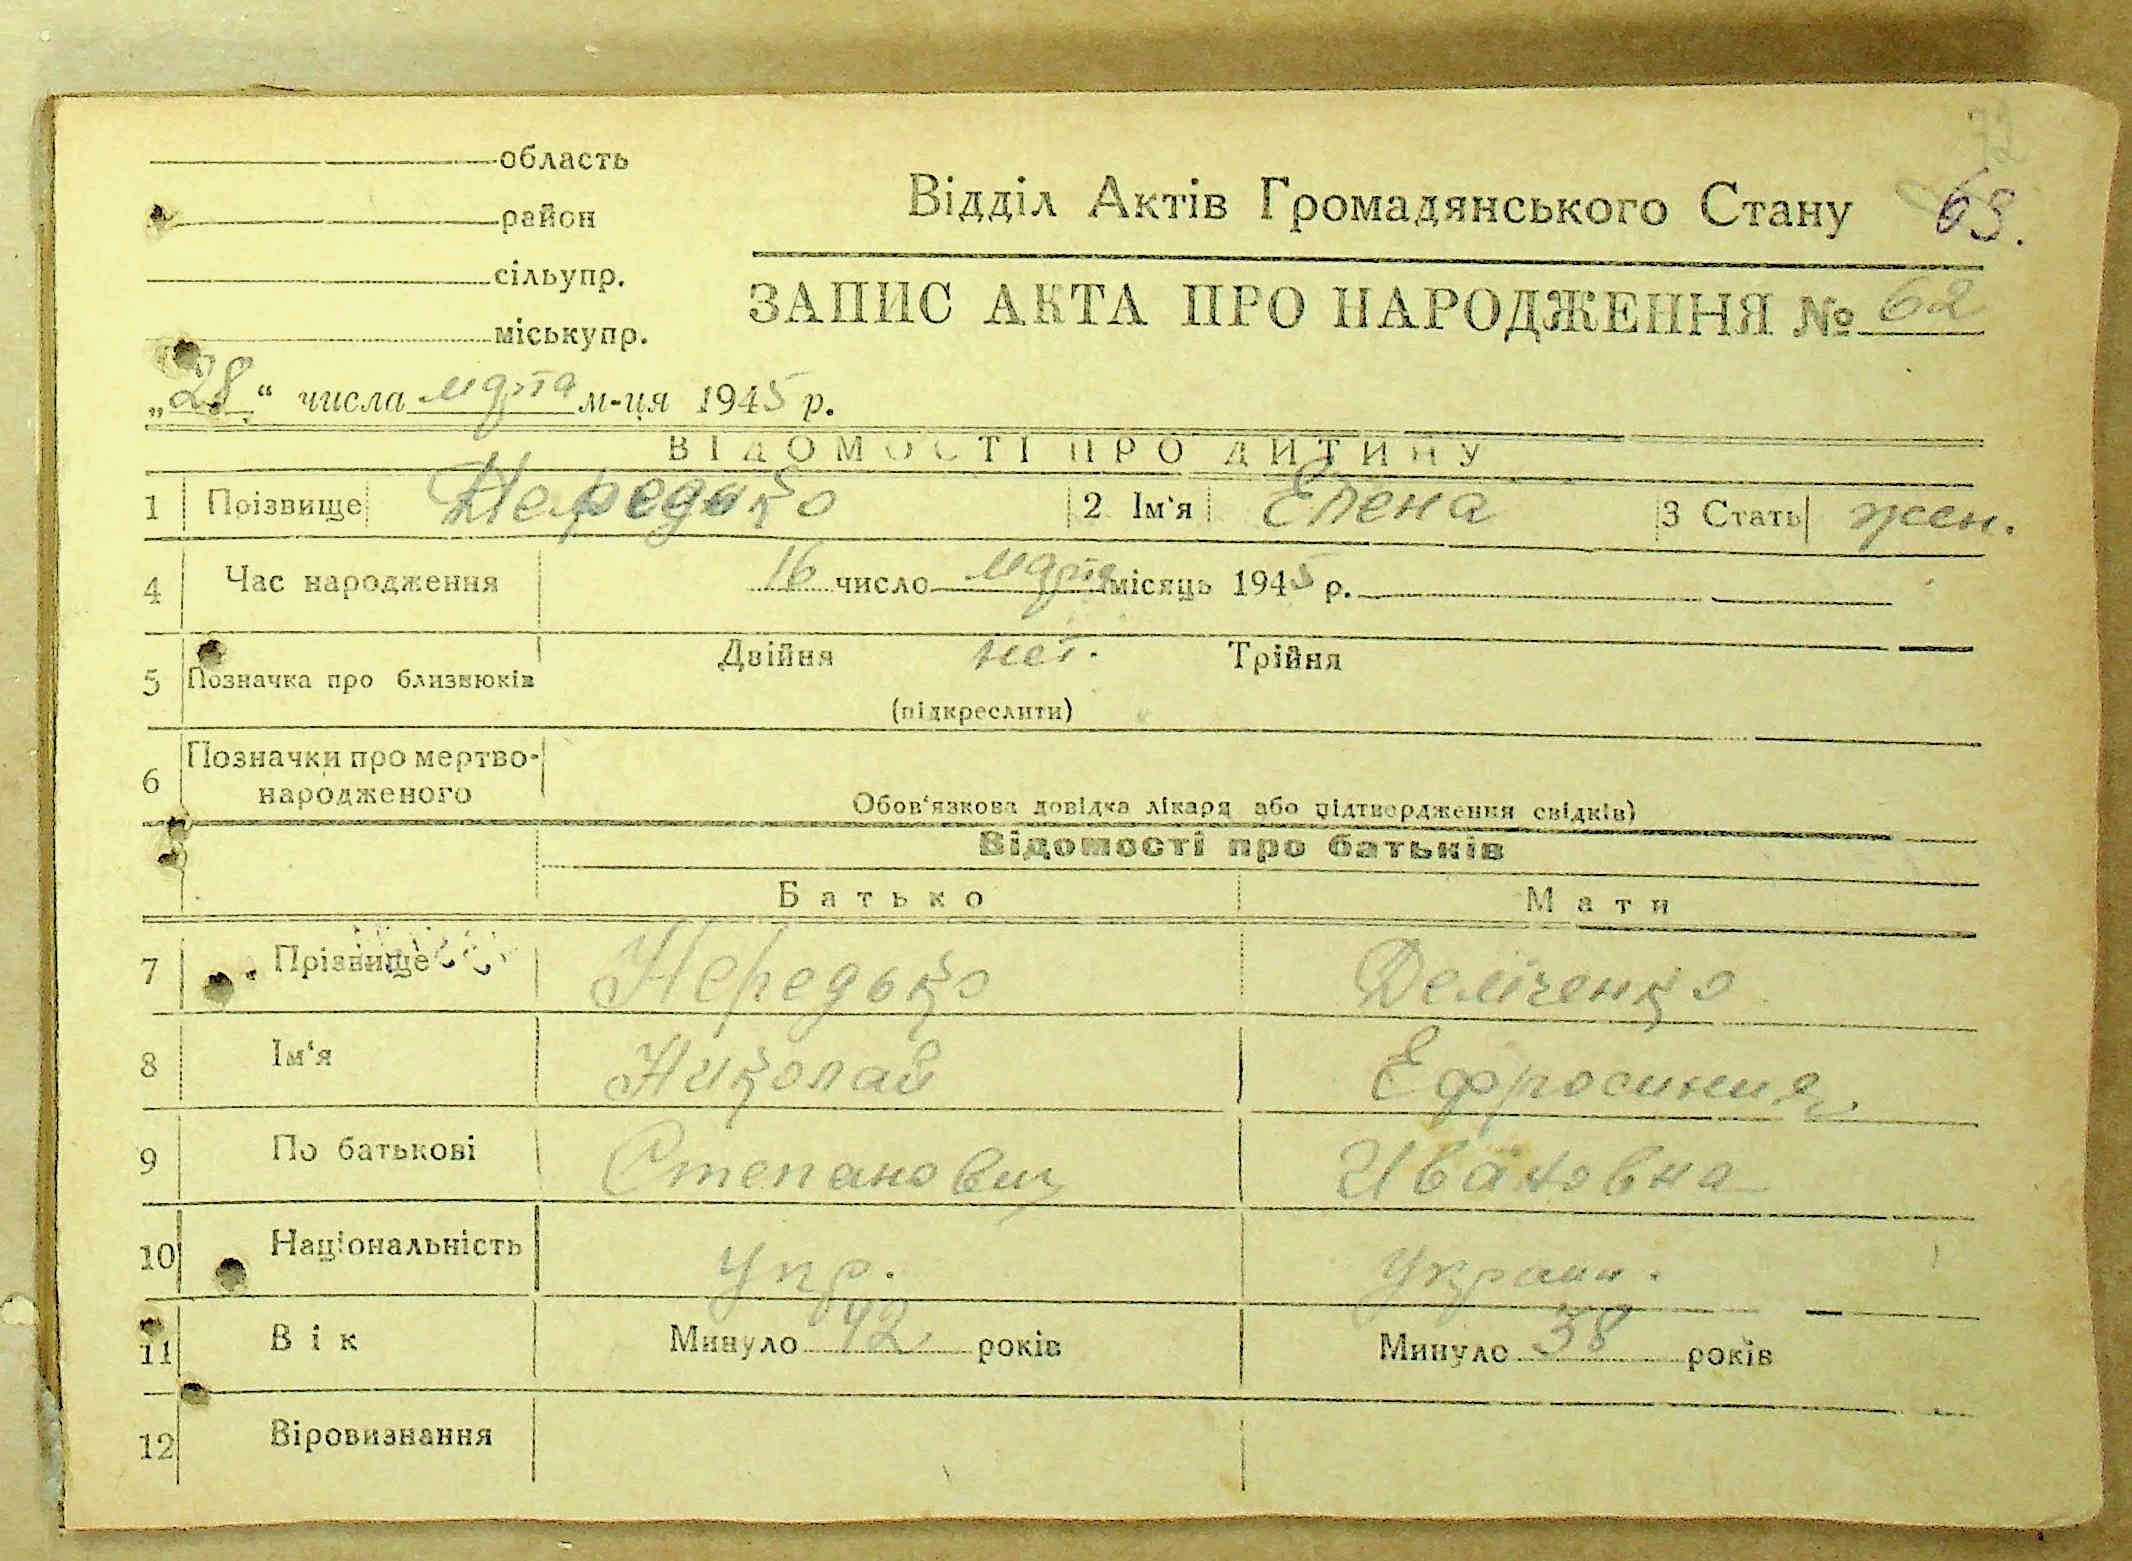 72
область
район
сільупр.
міськупр.
Відділ Актів Громадянського Стану 63.
ЗАПИС АКТА ПРО НАРОДЖЕННЯ № 62
„28“ числа марта м-ця 1945 р.
ВІДОМОСТІ ПРО ДИТИНУ
1 Поізвище Нередько 2 Ім'я Елена 3 Стать жен.
4 Час народження 16 число марта місяць 1945 р.
5 Позначка про близнюків Двійня нет. Трійня
(підкреслити)
6 Позначки про мертво-
народженого
Обов'язкова довідка лікаря або підтвердження свідків)
Відомості про батьків
Батько Мати
7 Прізвище Нередько
8 Ім'я Николай Ефросиния
9 По батькові Степанович Ивановна
10 Національність Укр. Украин.
11 Вік Минуло 42 років Минуло 38 років
12 Віровизнання